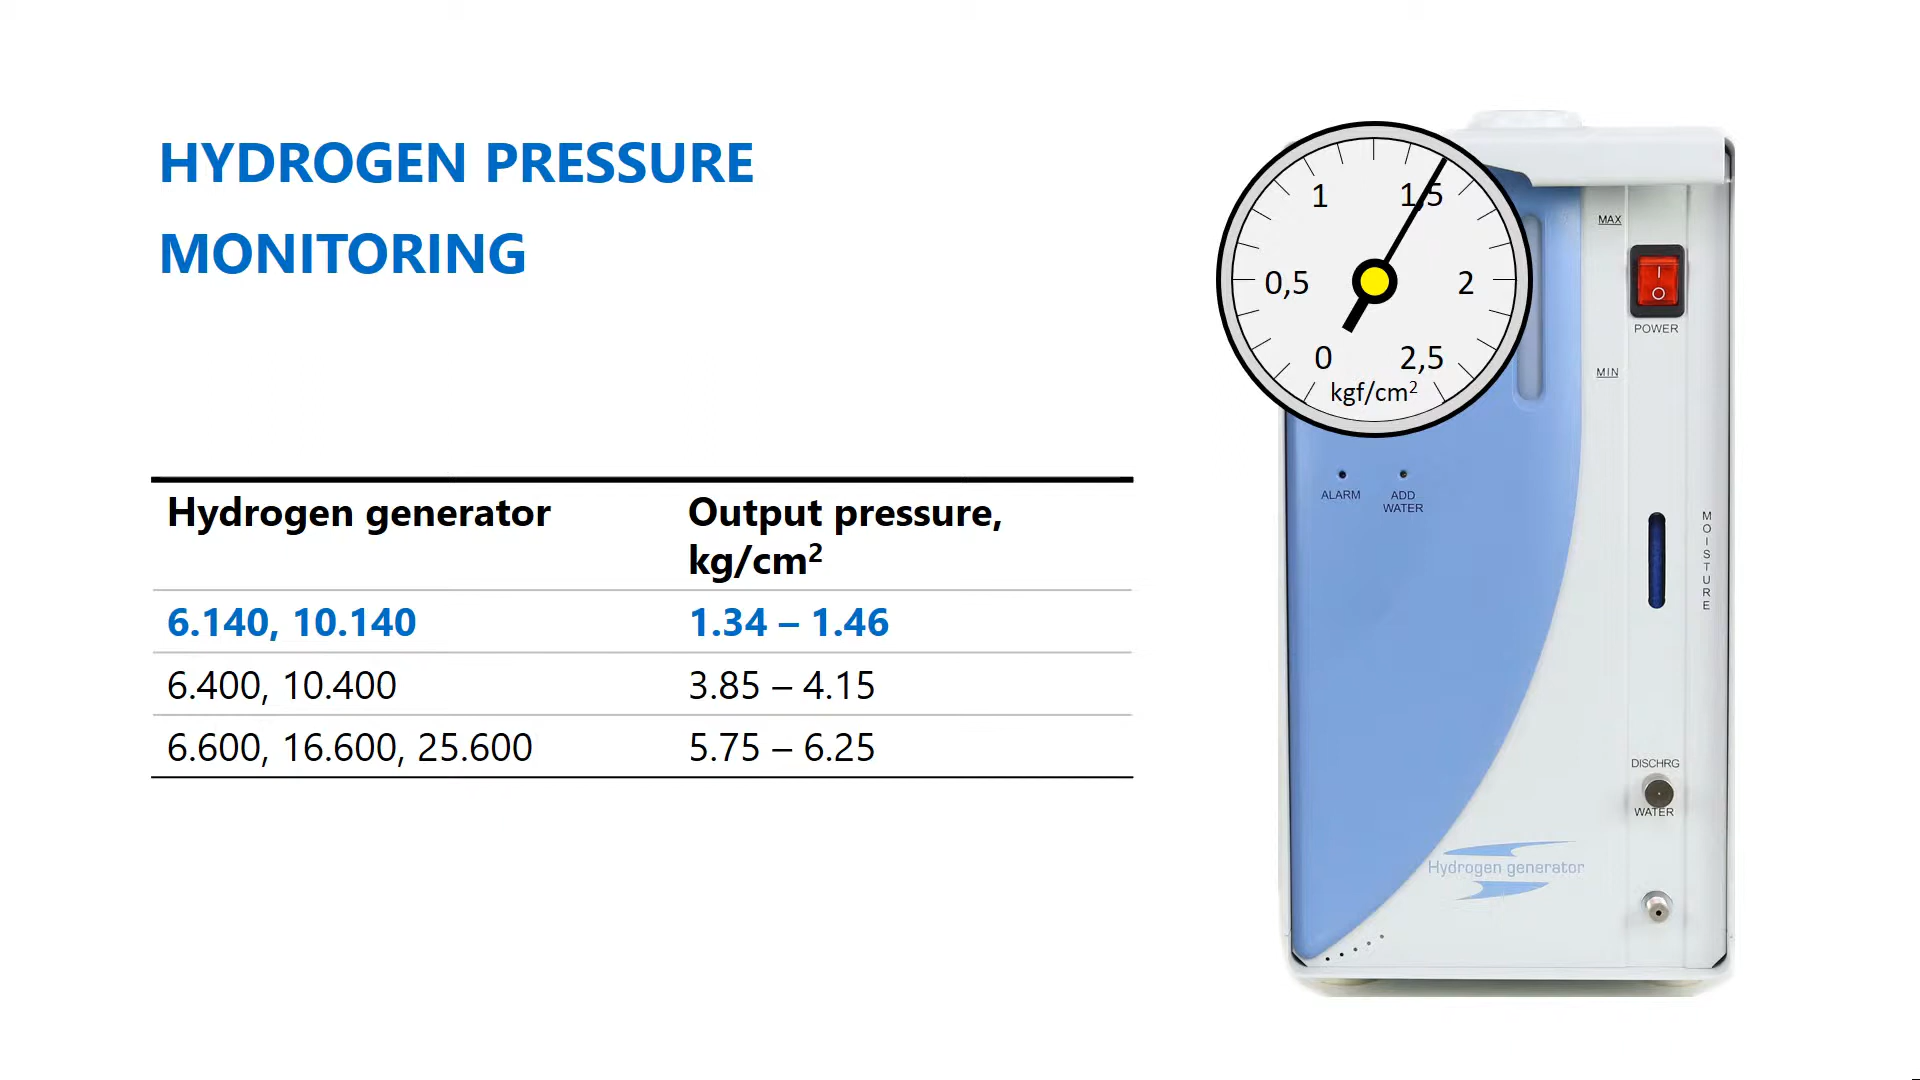 HYDROGEN PRESSURE
MONITORING
Hydrogen generator Output pressure,
kg/cm²
6.140, 10.140 1.34 – 1.46
6.400, 10.400 3.85 – 4.15
6.600, 16.600, 25.600 5.75 – 6.25
1 1,5
0,5 2
0 2,5
kgf/cm²
MAX
POWER
MIN
ALARM ADD
WATER
MOISTURE
DISCHRG
WATER
Hydrogen generator